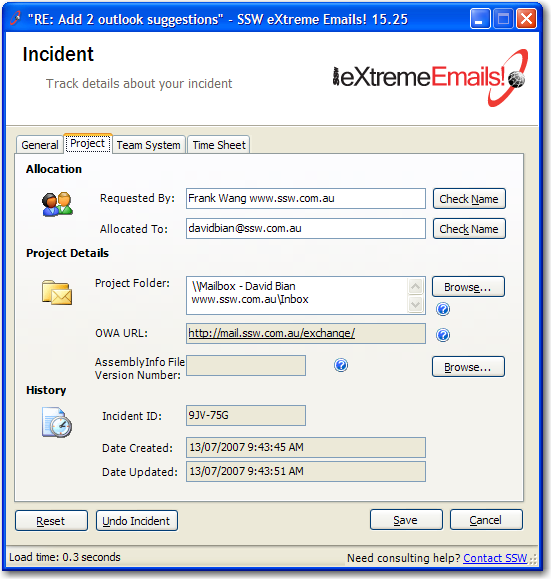 "RE: Add 2 outlook suggestions" - SSW eXtreme Emails! 15.25
Incident
Track details about your incident
eXtremeEmails!
General Project Team System Time Sheet
Allocation
Requested By: Frank Wang www.ssw.com.au Check Name
Allocated To: davidbian@ssw.com.au Check Name
Project Details
Project Folder: \\Mailbox - David Bian Browse...
www.ssw.com.au\Inbox
OWA URL: http://mail.ssw.com.au/exchange/
AssemblyInfo File
Version Number: Browse...
History
Incident ID: 9JV-75G
Date Created: 13/07/2007 9:43:45 AM
Date Updated: 13/07/2007 9:43:51 AM
Reset Undo Incident Save Cancel
Load time: 0.3 seconds Need consulting help? Contact SSW